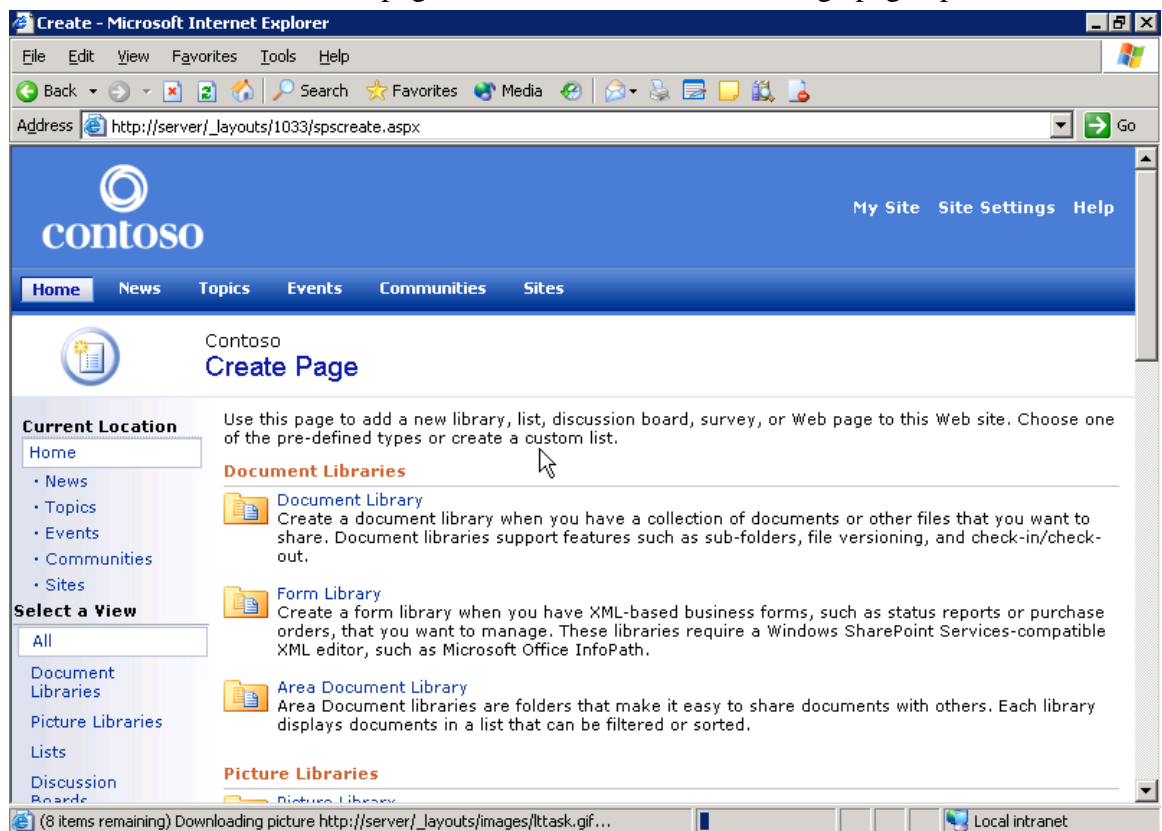 Create - Microsoft Internet Explorer
File Edit View Favorites Tools Help
Back Search Favorites Media
Address http://server/_layouts/1033/spscreate.aspx Go
contoso
My Site Site Settings Help
Home News Topics Events Communities Sites
Contoso
Create Page
Current Location
Home
· News
· Topics
· Events
· Communities
· Sites
Select a View
All
Document
Libraries
Picture Libraries
Lists
Discussion
Boards
Use this page to add a new library, list, discussion board, survey, or Web page to this Web site. Choose one
of the pre-defined types or create a custom list.
Document Libraries
Document Library
Create a document library when you have a collection of documents or other files that you want to
share. Document libraries support features such as sub-folders, file versioning, and check-in/check-
out.
Form Library
Create a form library when you have XML-based business forms, such as status reports or purchase
orders, that you want to manage. These libraries require a Windows SharePoint Services-compatible
XML editor, such as Microsoft Office InfoPath.
Area Document Library
Area Document libraries are folders that make it easy to share documents with others. Each library
displays documents in a list that can be filtered or sorted.
Picture Libraries
Picture Library
(8 items remaining) Downloading picture http://server/_layouts/images/lttask.gif...
Local intranet